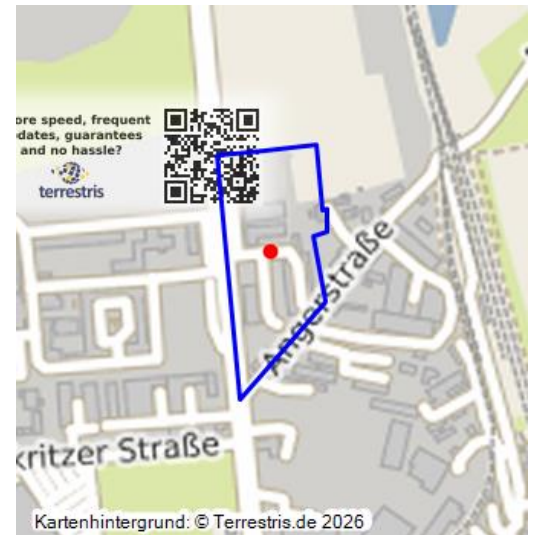 ore speed, frequent
dates, guarantees
and no hassle?
terrestris
Angerstraße
kritzer Straße
Kartenhintergrund: © Terrestris.de 2026